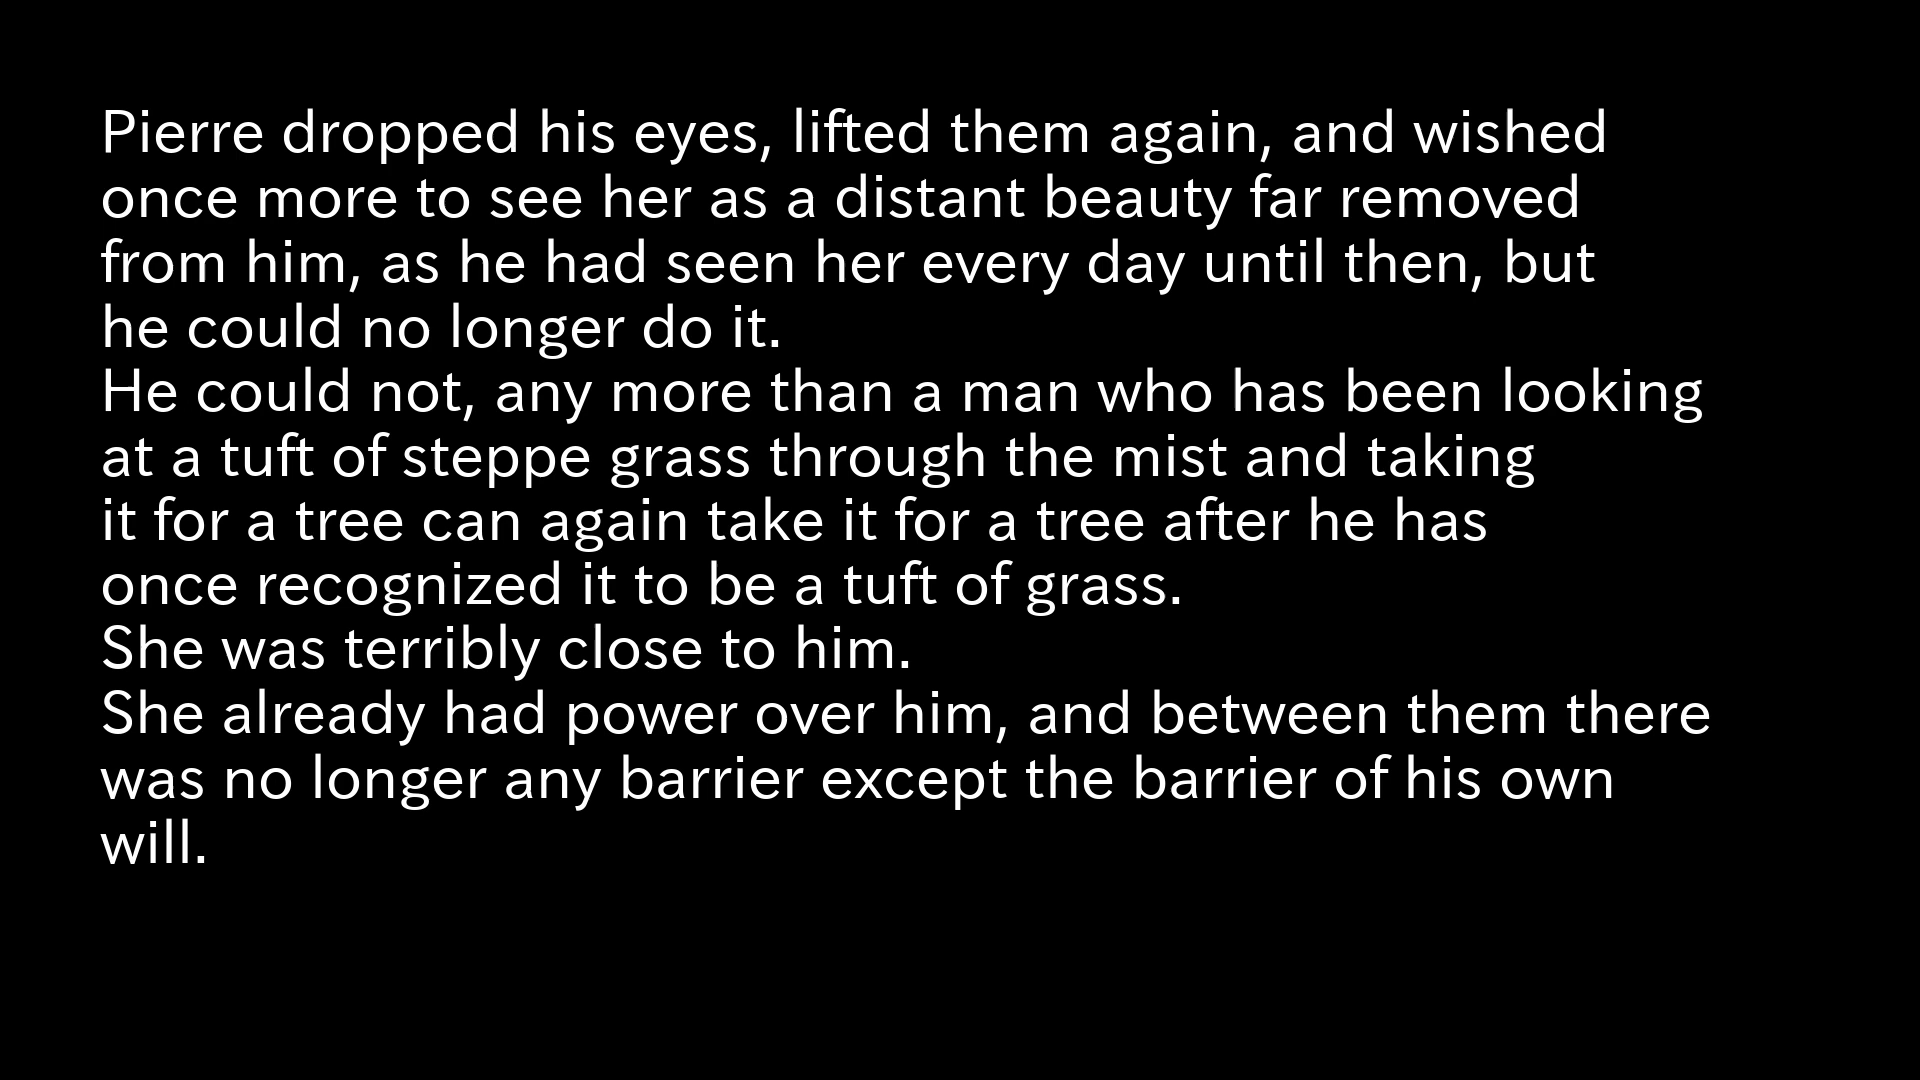 Pierre dropped his eyes, lifted them again, and wished
once more to see her as a distant beauty far removed
from him, as he had seen her every day until then, but
he could no longer do it.
He could not, any more than a man who has been looking
at a tuft of steppe grass through the mist and taking
it for a tree can again take it for a tree after he has
once recognized it to be a tuft of grass.
She was terribly close to him.
She already had power over him, and between them there
was no longer any barrier except the barrier of his own
will.